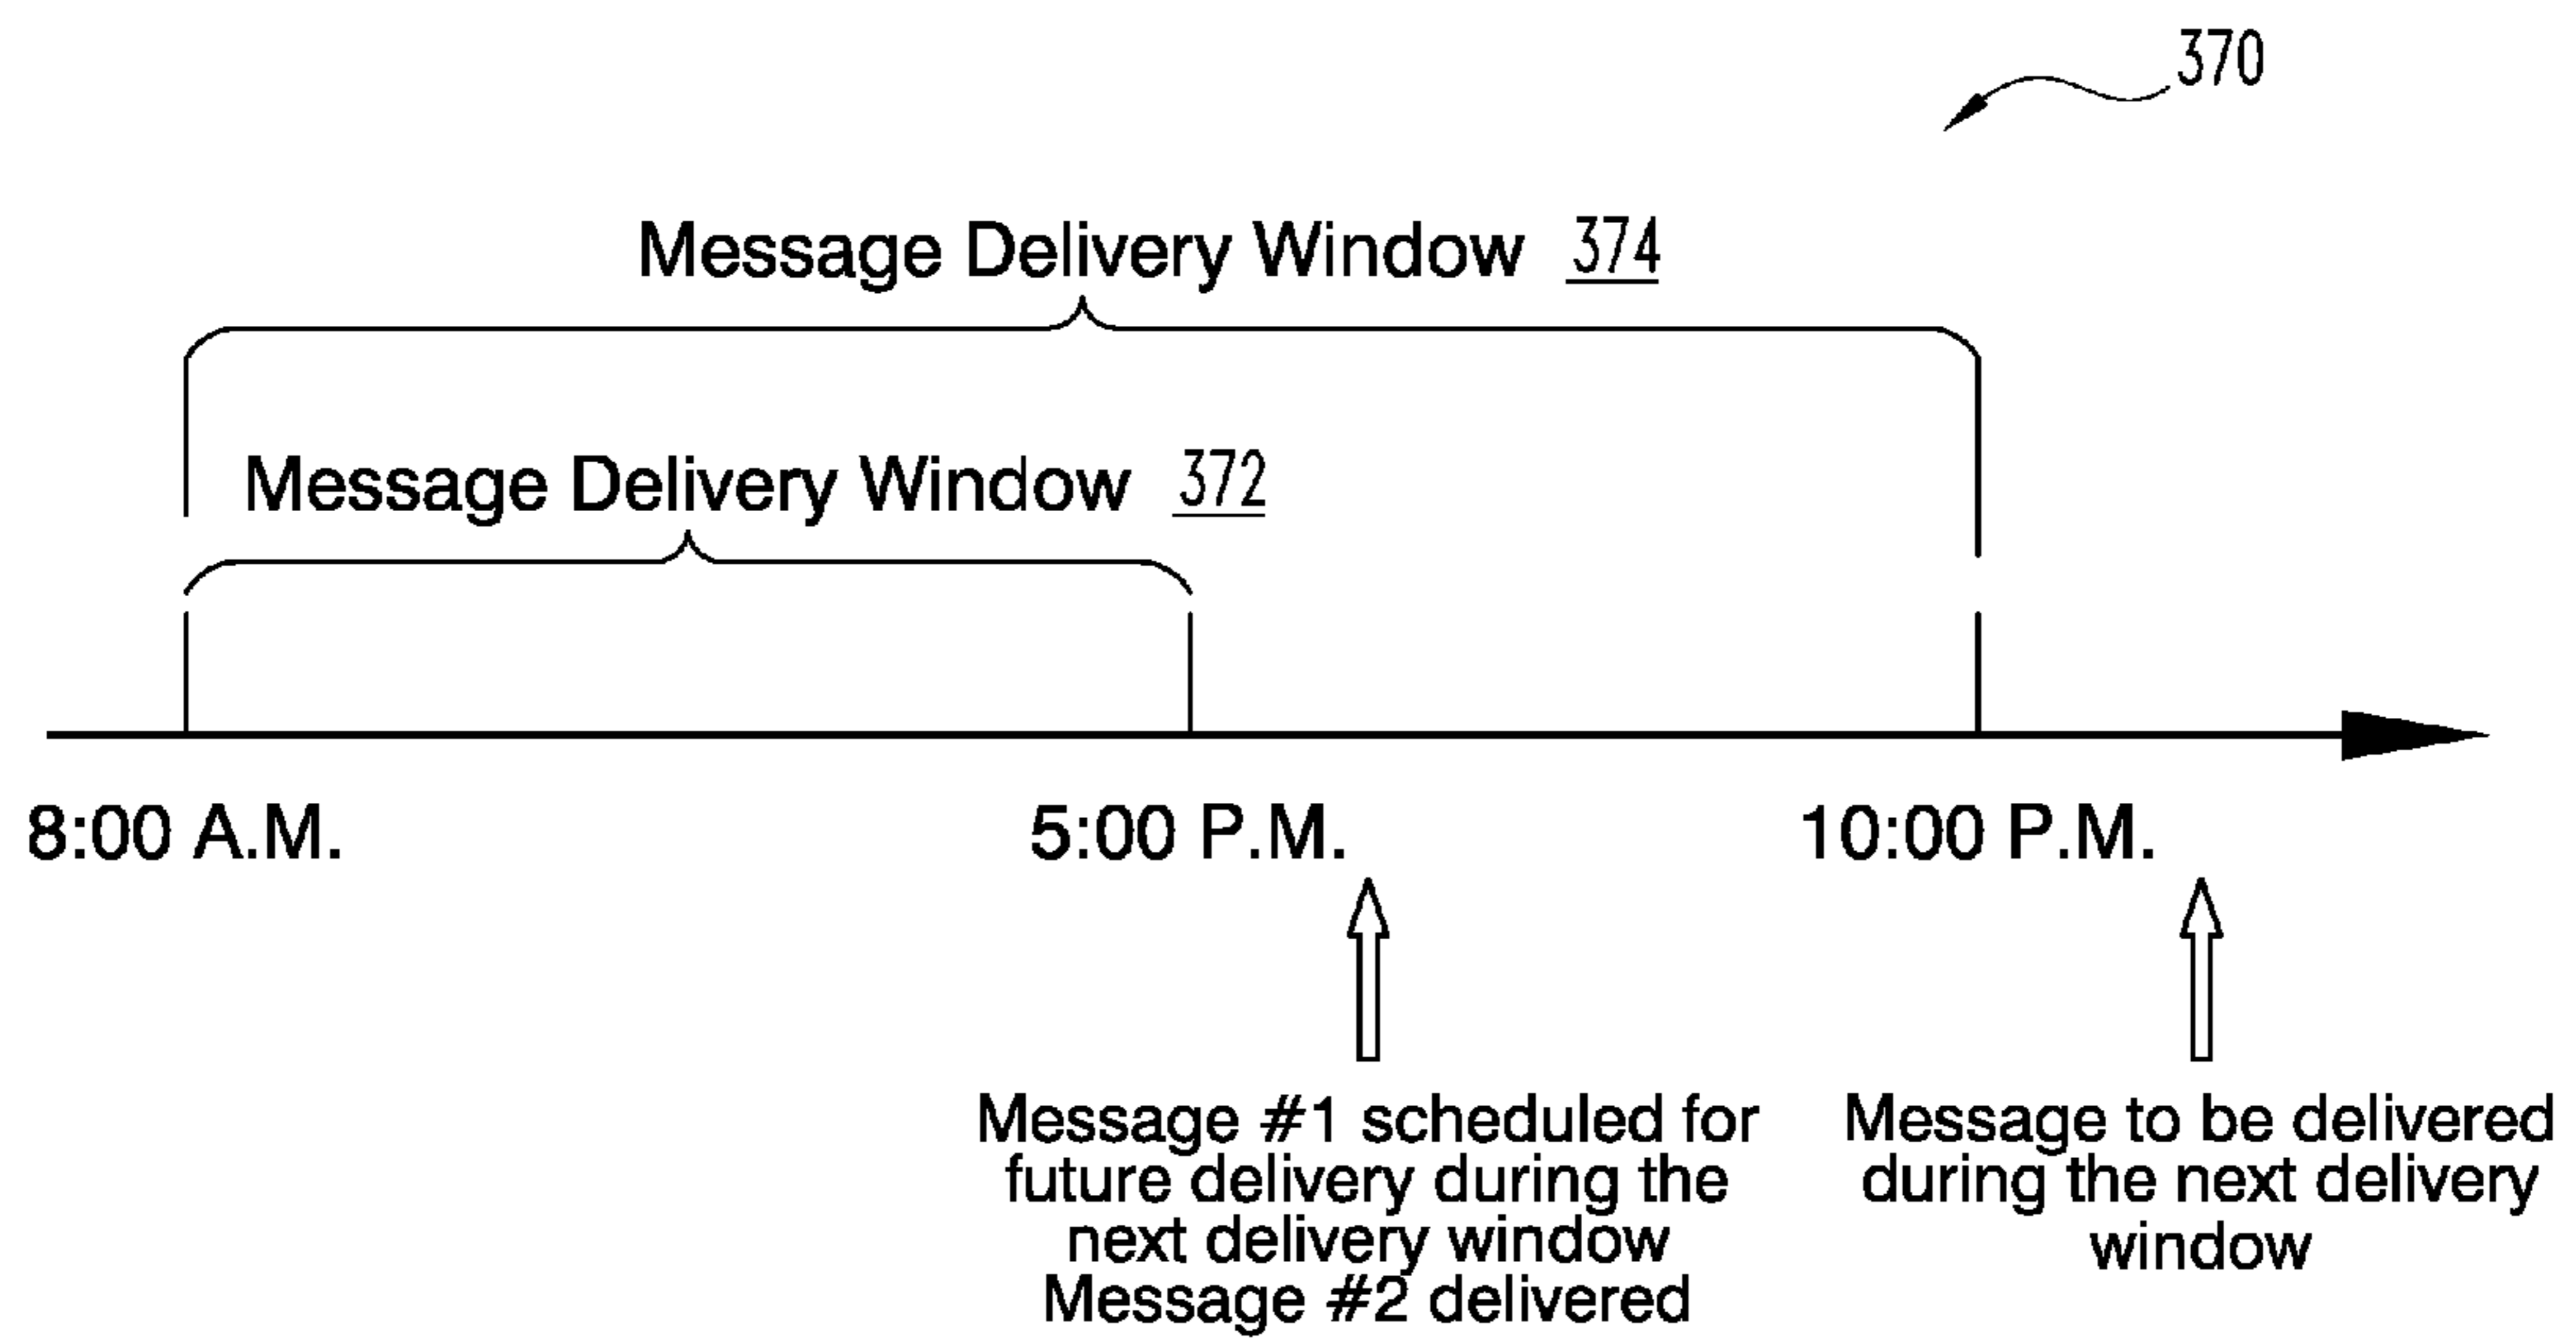 370
Message Delivery Window 374
Message Delivery Window 372
8:00 A.M.
5:00 P.M.
10:00 P.M.
Message #1 scheduled for
future delivery during the
next delivery window
Message #2 delivered
Message to be delivered
during the next delivery
window